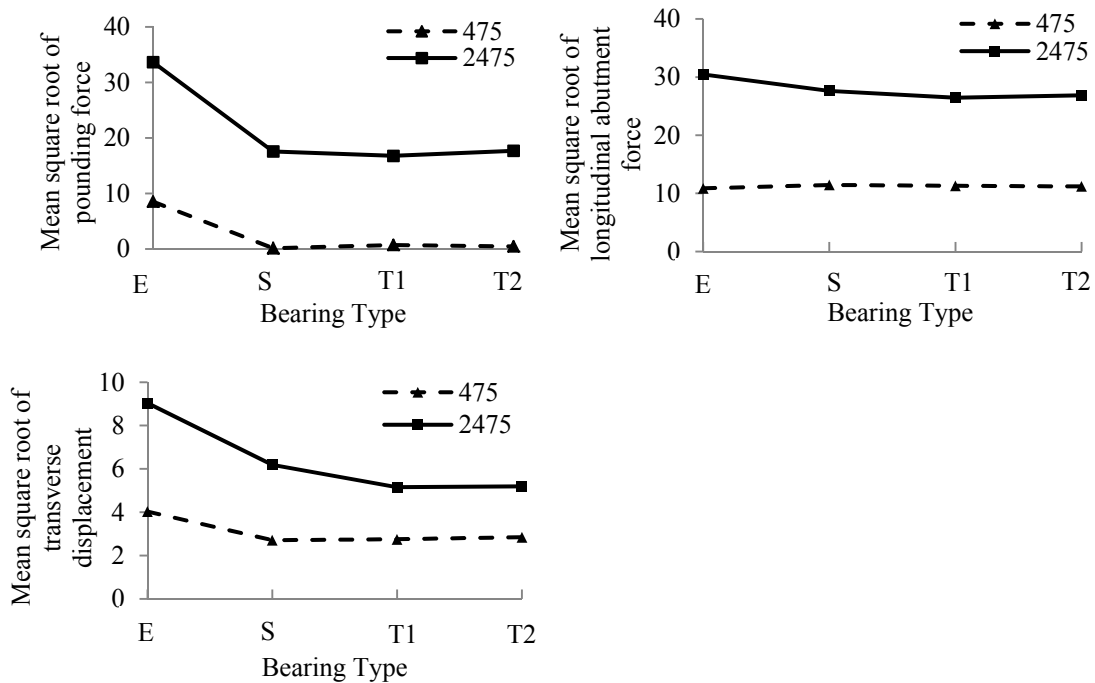 Mean square root of
pounding force
40
30
20
10
0
475
2475
E
S
T1
T2
Bearing Type
Mean square root of
longitudinal abutment
force
40
30
20
10
0
475
2475
E
S
T1
T2
Bearing Type
Mean square root of
transverse
displacement
10
8
6
4
2
0
475
2475
E
S
T1
T2
Bearing Type